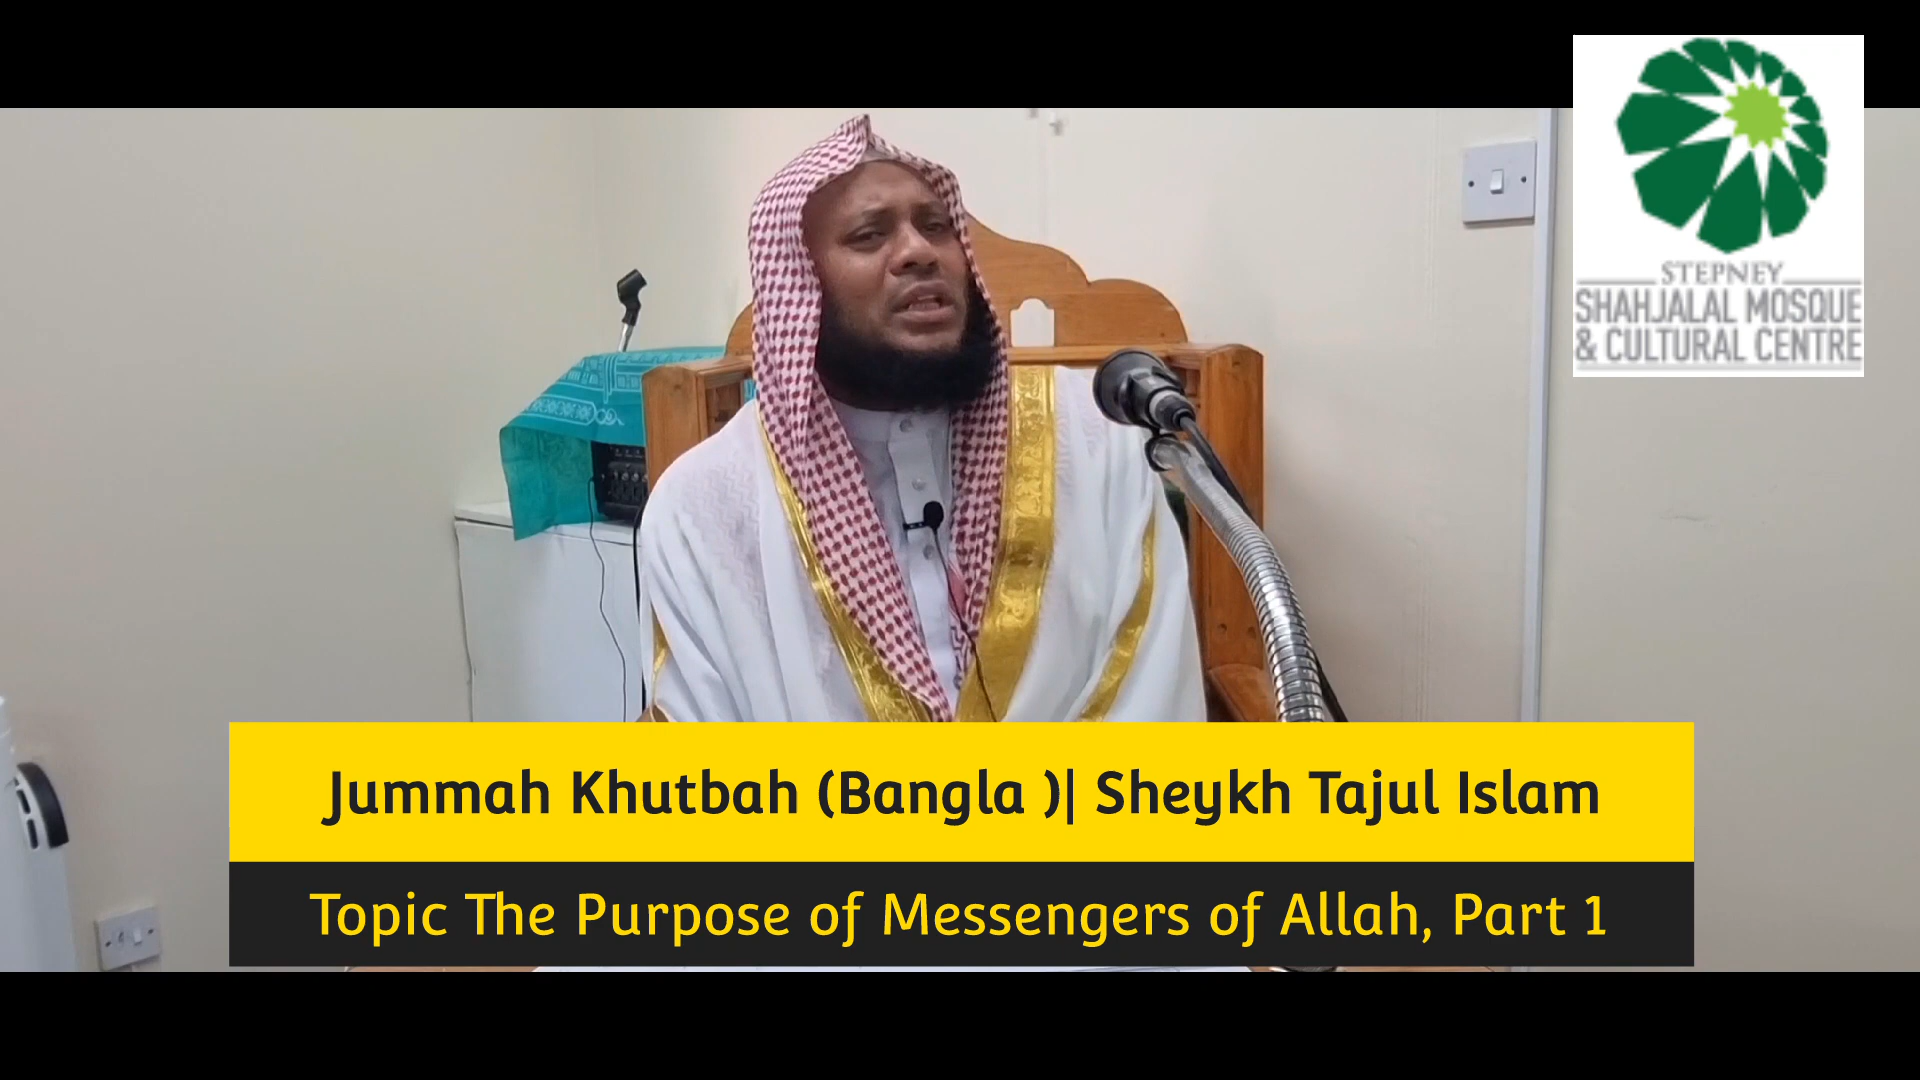 STEPNEY
SHAHJALAL MOSQUE
& CULTURAL CENTRE
Jummah Khutbah (Bangla )| Sheykh Tajul Islam
Topic The Purpose of Messengers of Allah, Part 1